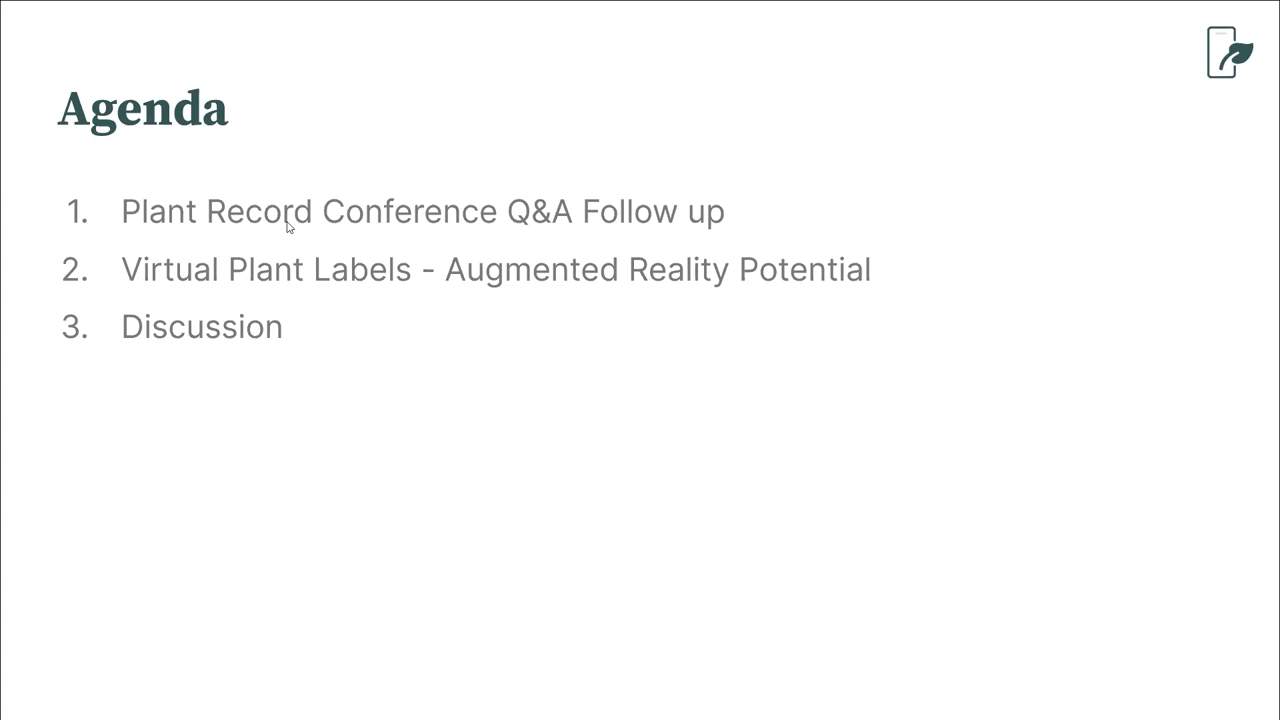 Agenda
1. Plant Record Conference Q&A Follow up
2. Virtual Plant Labels - Augmented Reality Potential
3. Discussion